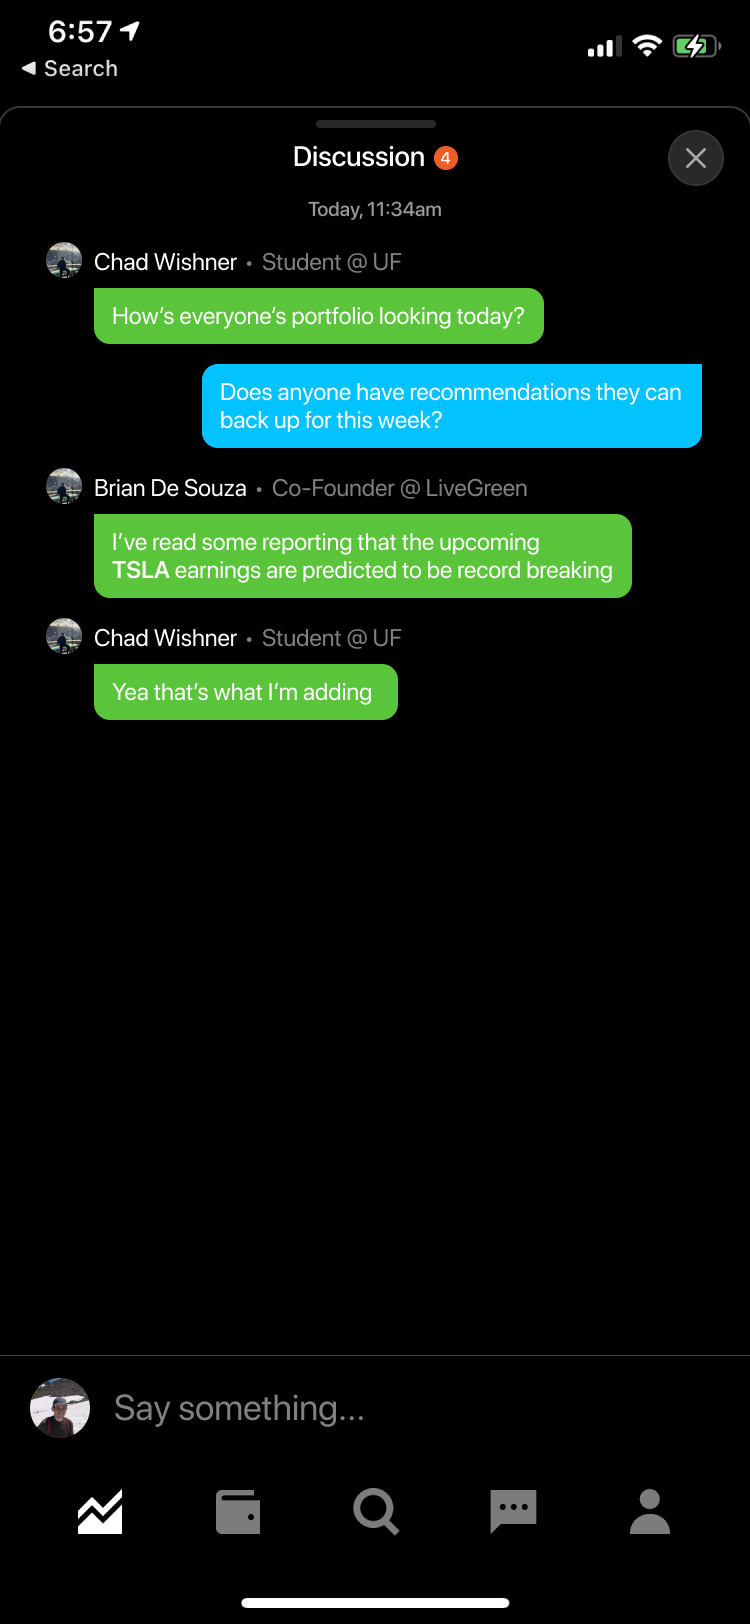 6:57
◀ Search
Discussion 4
Today, 11:34am
Chad Wishner • Student @ UF
How’s everyone’s portfolio looking today?
Does anyone have recommendations they can
back up for this week?
Brian De Souza • Co-Founder @ LiveGreen
I’ve read some reporting that the upcoming
TSLA earnings are predicted to be record breaking
Chad Wishner • Student @ UF
Yea that’s what I’m adding
Say something...